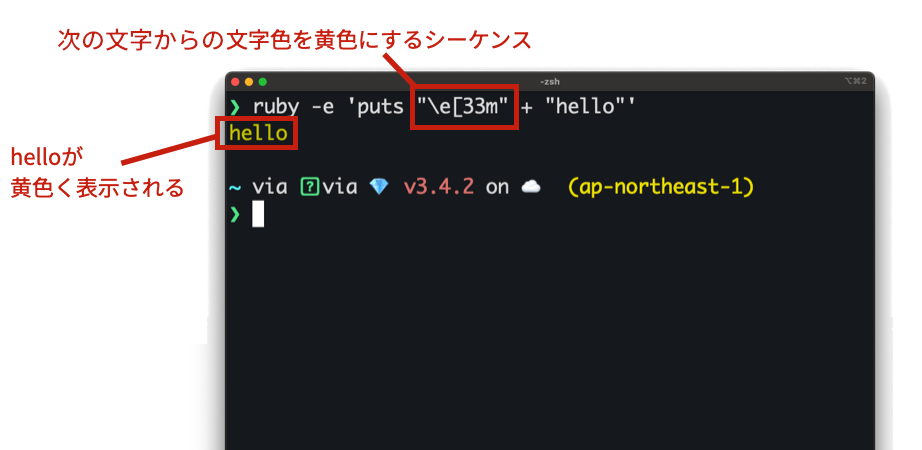 次の文字からの文字色を黄色にするシーケンス
-zsh
⌥⌘2
❯ ruby -e 'puts "\e[33m" + "hello"'
hello
helloが
黄色く表示される
~ via [?]via 💎 v3.4.2 on ☁️ (ap-northeast-1)
❯